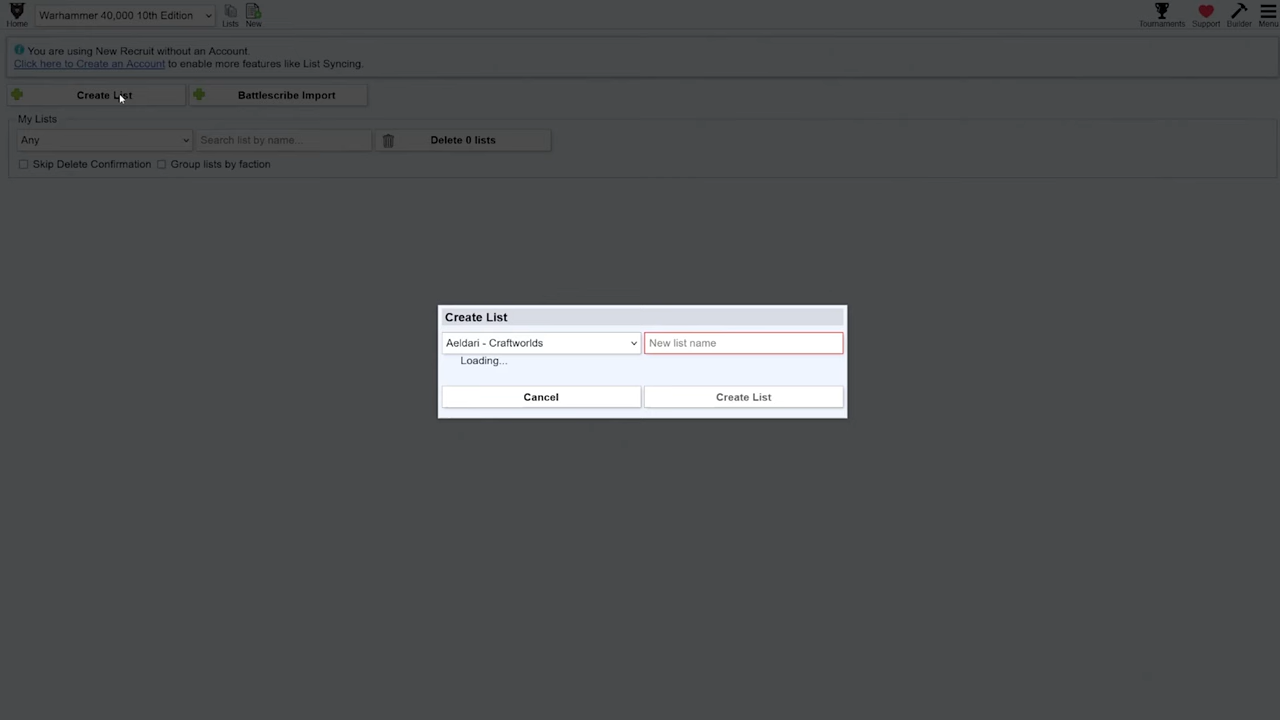 Home
Warhammer 40,000 10th Edition
Lists
New
Tournaments
Support
Builder
Menu
You are using New Recruit without an Account.
Click here to Create an Account to enable more features like List Syncing.
Create List
Battlescribe Import
My Lists
Any
Search list by name...
Delete 0 lists
Skip Delete Confirmation
Group lists by faction
Create List
Aeldari - Craftworlds
New list name
Loading...
Cancel
Create List